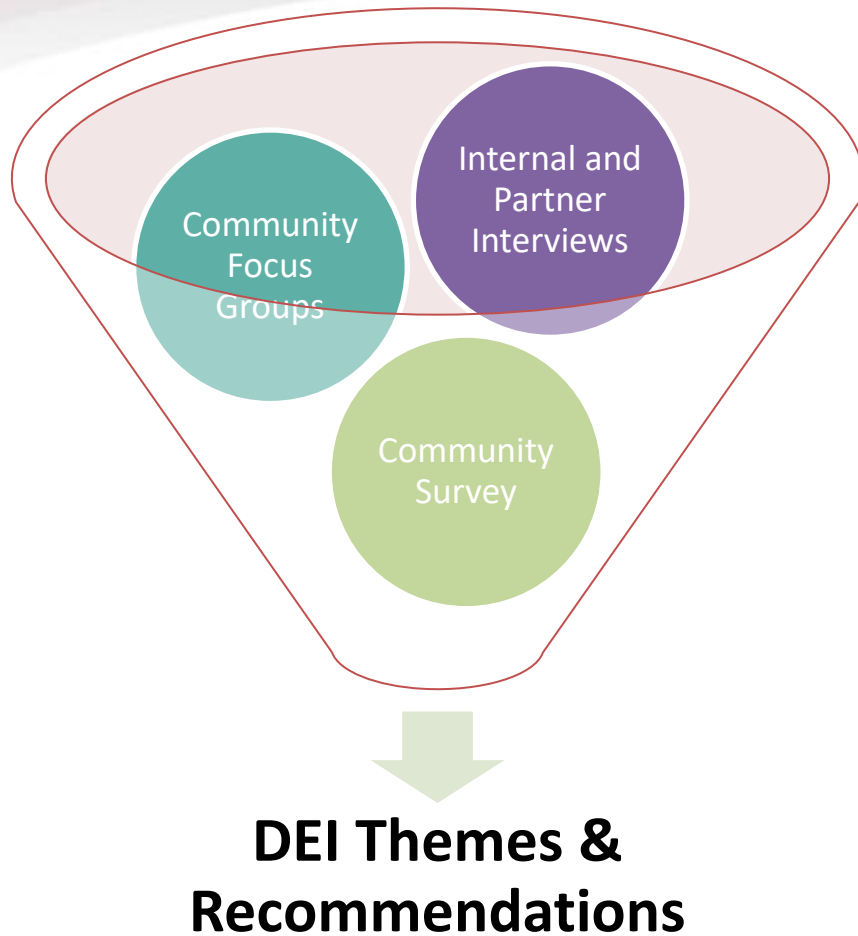 Internal and
Partner
Interviews
Community
Focus
Groups
Community
Survey
DEI Themes &
Recommendations